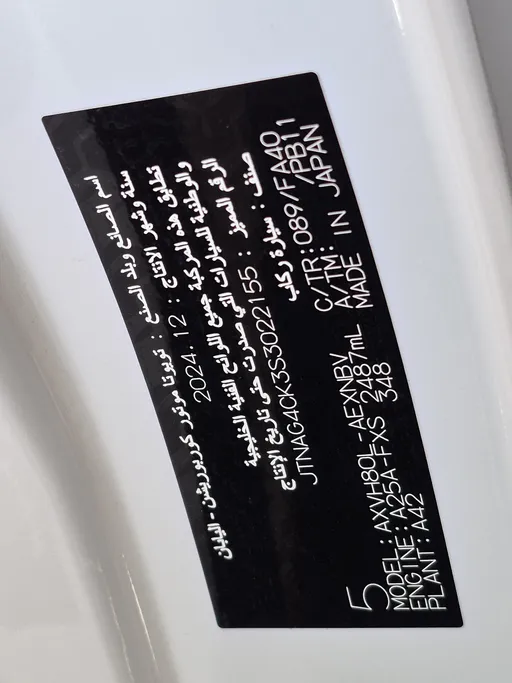 اسم الصانع وبلد الصنع : تويوتا موتور كوربوريشن - اليابان
سنة وشهر الانتاج : 2024.12
تطابق هذه المركبة جميع اللوائح الفنية الخليجية
والوطنية للسيارات التي صدرت حتى تاريخ الإنتاج
الرقم المميز : JTNAG4CK3S3022155
صنف : سيارة ركاب
5 C/TR:089/FA40
MODEL:AXVH80L-AEXNBV A/TM: /PB11
ENGINE:A25A-FXS 2487mL MADE IN JAPAN
PLANT:A42 348